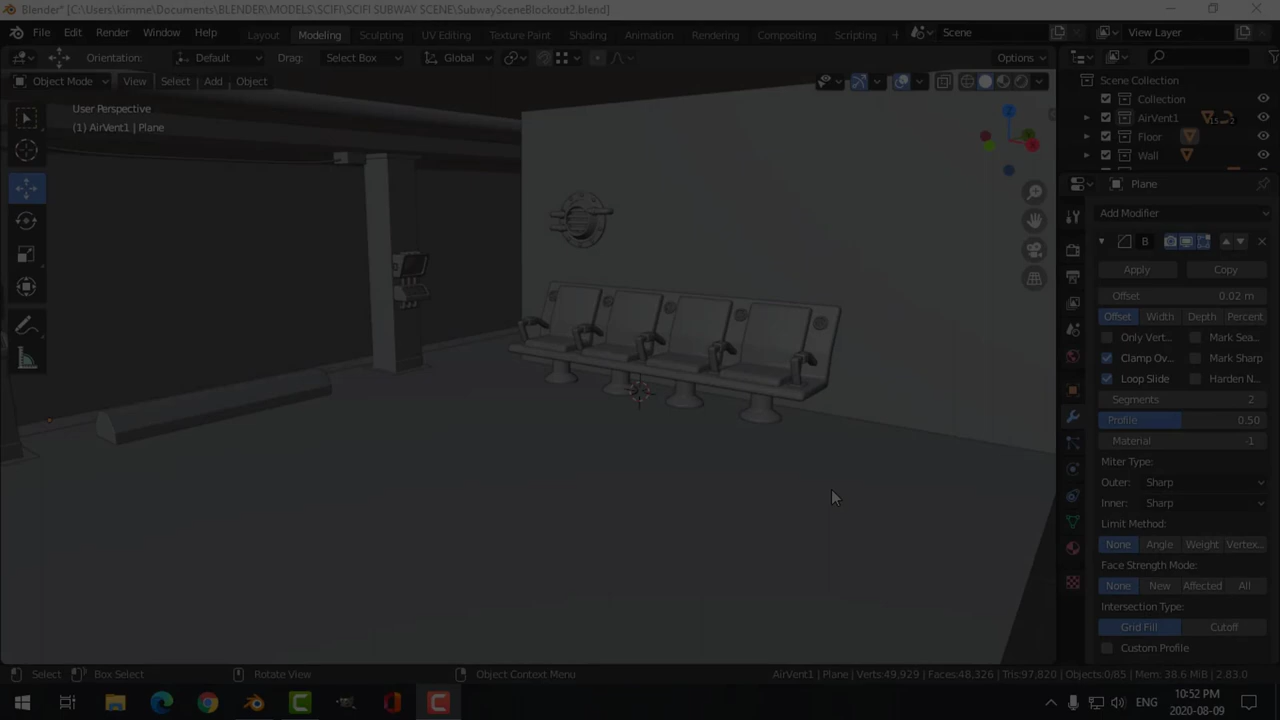 Blender* [C:\Users\kimme\Documents\BLENDER\MODELS\SCIFI\SCIFI SUBWAY SCENE\SubwaySceneBlockout2.blend]
File Edit Render Window Help Layout Modeling Sculpting UV Editing Texture Paint Shading Animation Rendering Compositing Scripting + Scene View Layer
Orientation: Default Drag: Select Box Global Options
Object Mode View Select Add Object
User Perspective
(1) AirVent1 | Plane
Scene Collection
Collection
AirVent1
Floor
Wall
Plane
Add Modifier
B
Apply Copy
Offset 0.02 m
Offset Width Depth Percent
Only Vert... Mark Sea...
Clamp Ov... Mark Sharp
Loop Slide Harden N...
Segments 2
Profile 0.50
Material -1
Miter Type:
Outer: Sharp
Inner: Sharp
Limit Method:
None Angle Weight Vertex...
Face Strength Mode:
None New Affected All
Intersection Type:
Grid Fill Cutoff
Custom Profile
Select Box Select Rotate View Object Context Menu AirVent1 | Plane | Verts:49,929 | Faces:48,326 | Tris:97,820 | Objects:0/85 | Mem: 38.6 MiB | 2.83.0
ENG
10:52 PM
2020-08-09